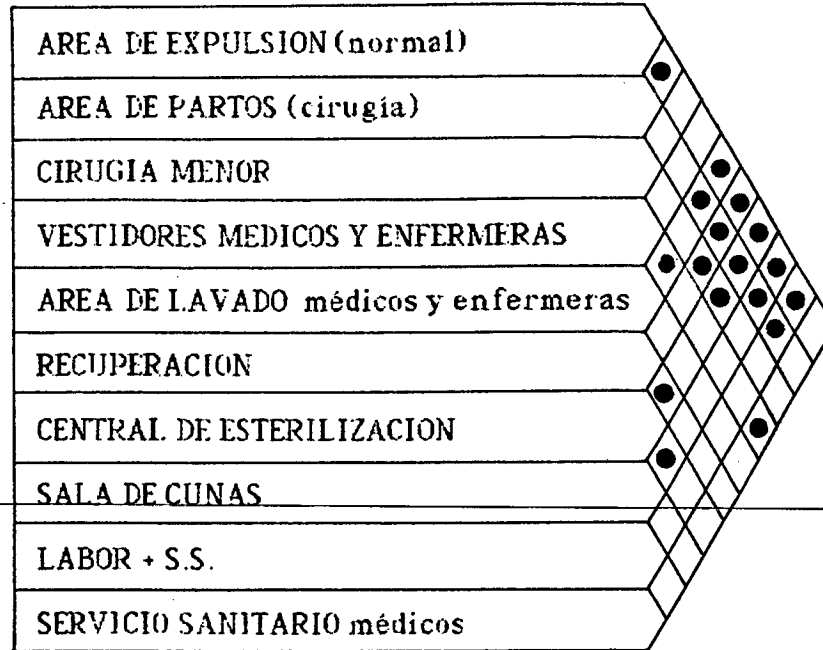 AREA DE EXPULSION (normal)
AREA DE PARTOS (cirugía)
CIRUGIA MENOR
VESTIDORES MEDICOS Y ENFERMERAS
AREA DE LAVADO médicos y enfermeras
RECUPERACION
CENTRAL DE ESTERILIZACION
SALA DE CUNAS
LABOR + S.S.
SERVICIO SANITARIO médicos